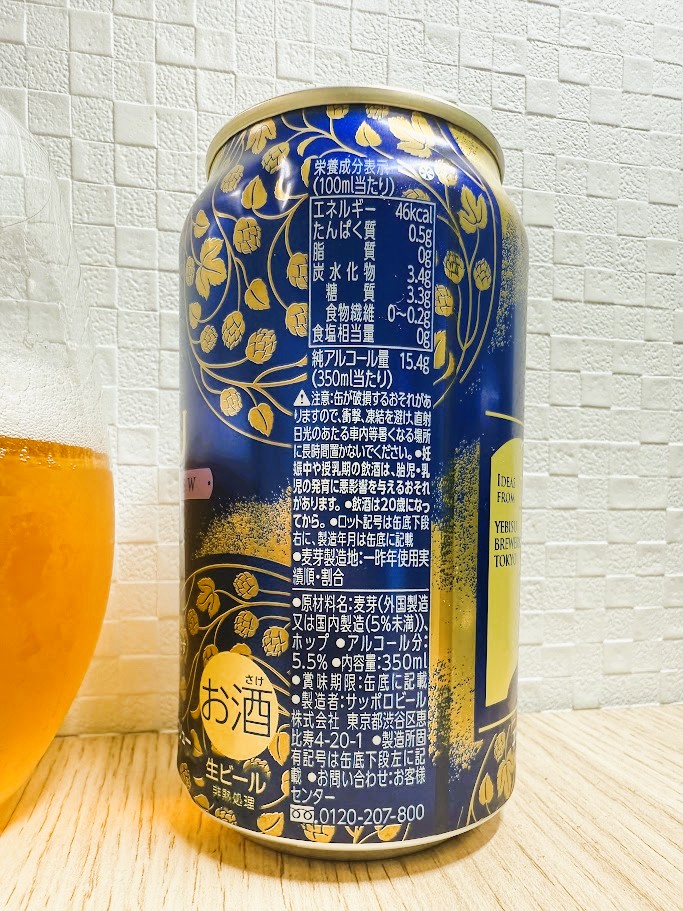 栄養成分表示
(100ml当たり)
エネルギー 46kcal
たんぱく質 0.5g
脂質 0g
炭水化物 3.4g
糖質 3.3g
食物繊維 0~0.2g
食塩相当量 0g
純アルコール量 15.4g
(350ml当たり)
注意:缶が破損するおそれがあ
りますので、衝撃、凍結を避け、直射
日光のあたる車内等暑くなる場所
に長時間置かないでください。●妊
娠中や授乳期の飲酒は、胎児・乳
児の発育に悪影響を与えるおそれ
があります。●飲酒は20歳になっ
てから。●ロット記号は缶底下段
右に、製造年月は缶底に記載
●麦芽製造地:一昨年使用実
績順・割合
●原材料名:麦芽(外国製造
又は国内製造(5%未満))、
ホップ ●アルコール分:
5.5% ●内容量:350ml
●賞味期限:缶底に記載
●製造者:サッポロビール
株式会社 東京都渋谷区恵
比寿4-20-1 ●製造所固
有記号は缶底下段左に記
載 ●お問い合わせ:お客様
センター
0120-207-800
さけ
お酒
生ビール
非熱処理
EW
IDEAS
FROM
YEBIS
BREWE
TOKYO